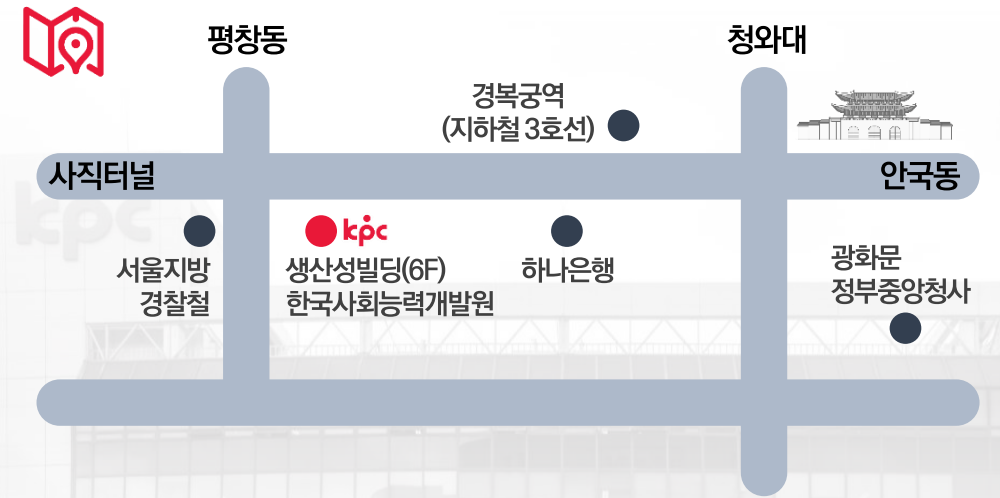 평창동
청와대
경복궁역
(지하철 3호선)
사직터널
안국동
kpc
kpc
서울지방
경찰철
생산성빌딩(6F)
한국사회능력개발원
하나은행
광화문
정부중앙청사